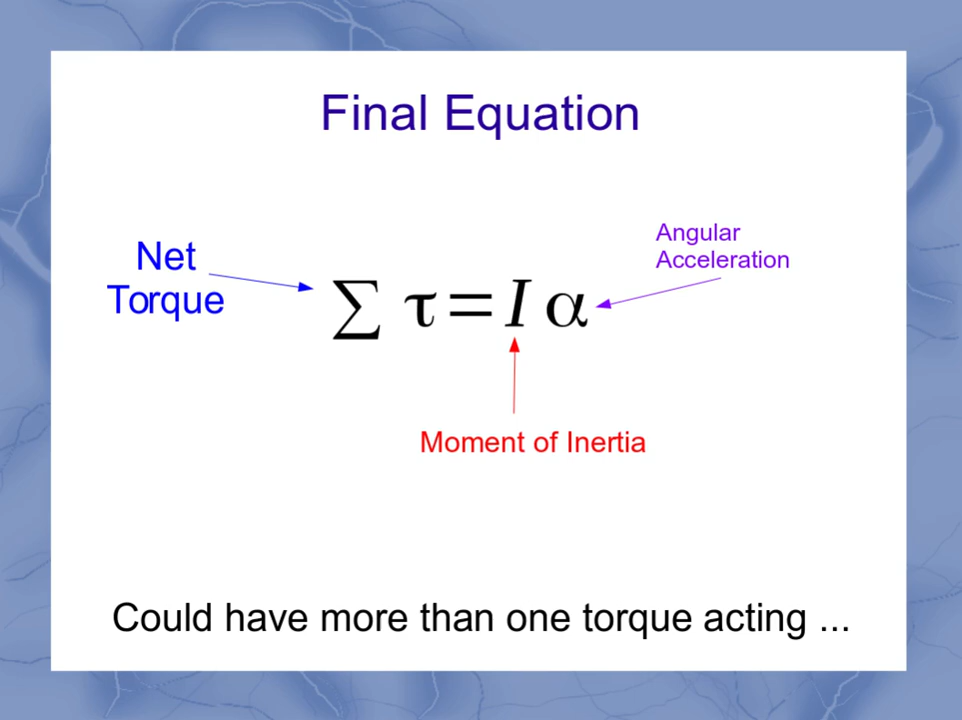 Final Equation
Net
Torque
Angular
Acceleration
∑ τ = I α
Moment of Inertia
Could have more than one torque acting ...